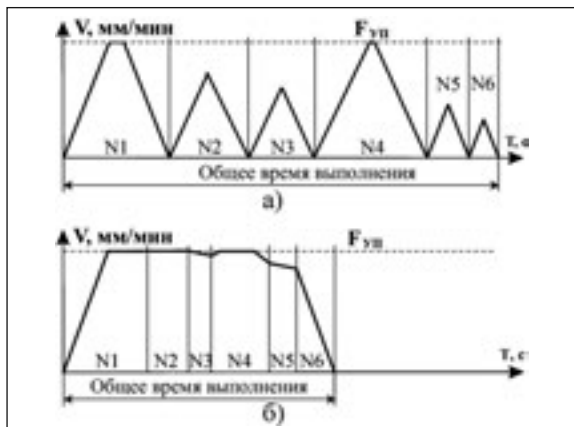 V, мм/мин
Fуп
N1
N2
N3
N4
N5
N6
Т, с
Общее время выполнения
а)
V, мм/мин
Fуп
N1
N2
N3
N4
N5
N6
Т, с
Общее время выполнения
б)